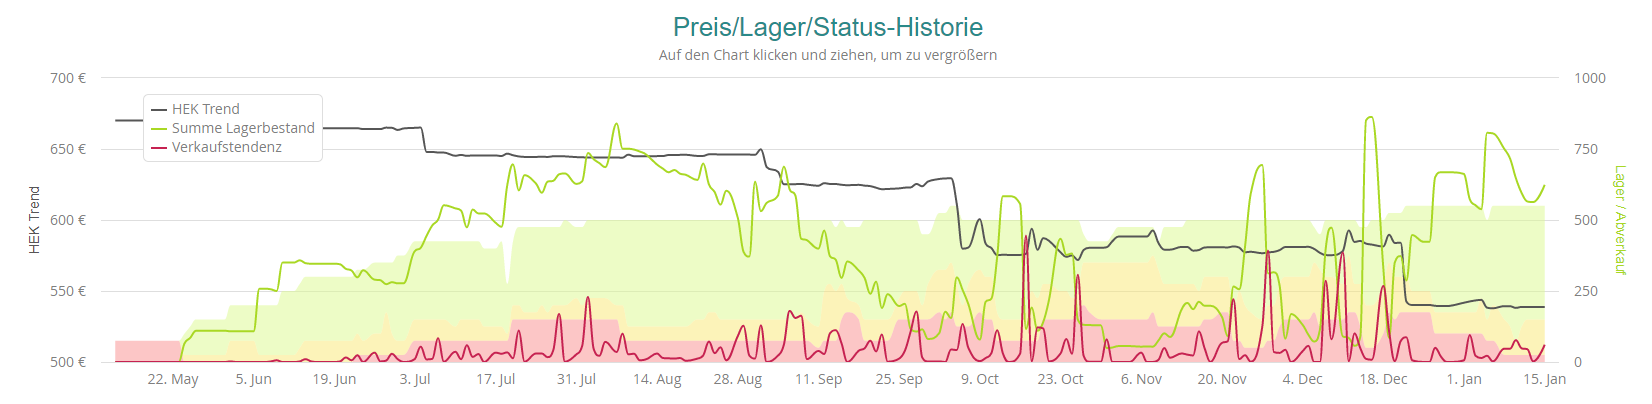 Preis/Lager/Status-Historie
Auf den Chart klicken und ziehen, um zu vergrößern
700 €
650 €
600 €
550 €
500 €
HEK Trend
HEK Trend
Summe Lagerbestand
Verkaufstendenz
1000
750
500
250
0
Lager / Abverkauf
22. May
5. Jun
19. Jun
3. Jul
17. Jul
31. Jul
14. Aug
28. Aug
11. Sep
25. Sep
9. Oct
23. Oct
6. Nov
20. Nov
4. Dec
18. Dec
1. Jan
15. Jan